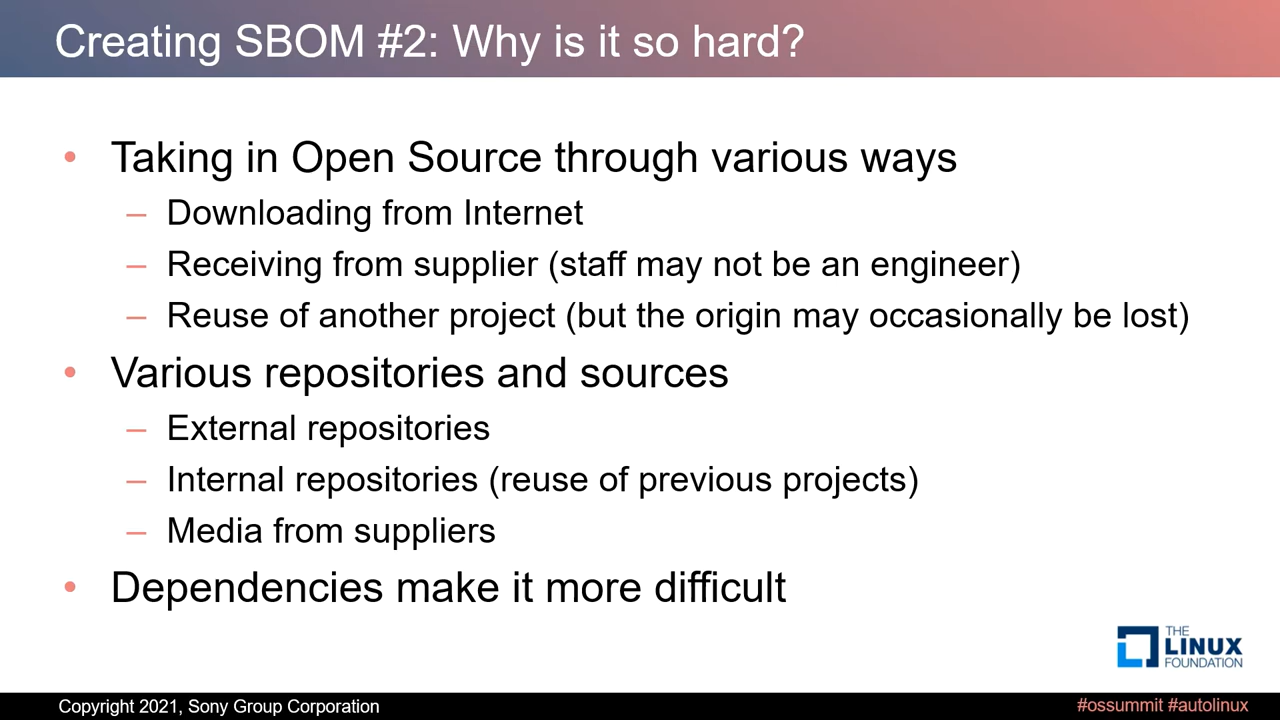 Creating SBOM #2: Why is it so hard?
• Taking in Open Source through various ways
– Downloading from Internet
– Receiving from supplier (staff may not be an engineer)
– Reuse of another project (but the origin may occasionally be lost)
• Various repositories and sources
– External repositories
– Internal repositories (reuse of previous projects)
– Media from suppliers
• Dependencies make it more difficult
THE
LINUX
FOUNDATION
Copyright 2021, Sony Group Corporation
#ossummit #autolinux